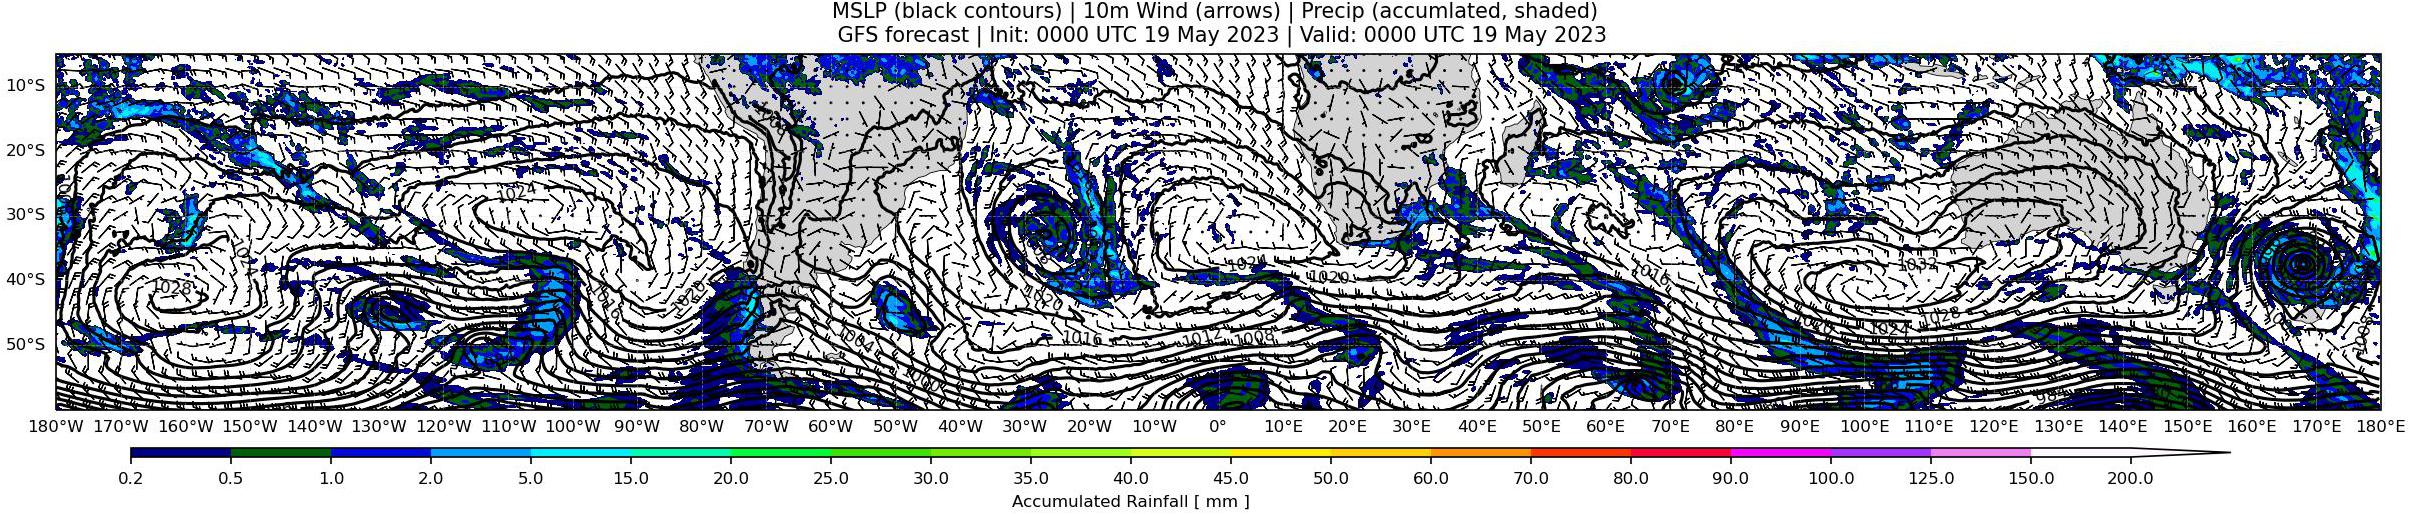 MSLP (black contours) | 10m Wind (arrows) | Precip (accumlated, shaded)
GFS forecast | Init: 0000 UTC 19 May 2023 | Valid: 0000 UTC 19 May 2023
10°S
20°S
1024
30°S
40°S
1024
1020
1032
1016
1028
1020
1020
50°S
1004
1016
1012
1008
1024
1028
180°W 170°W 160°W 150°W 140°W 130°W 120°W 110°W 100°W 90°W 80°W 70°W 60°W 50°W 40°W 30°W 20°W 10°W 0° 10°E 20°E 30°E 40°E 50°E 60°E 70°E 80°E 90°E 100°E 110°E 120°E 130°E 140°E 150°E 160°E 170°E 180°E
0.2 0.5 1.0 2.0 5.0 15.0 20.0 25.0 30.0 35.0 40.0 45.0 50.0 60.0 70.0 80.0 90.0 100.0 125.0 150.0 200.0
Accumulated Rainfall [ mm ]